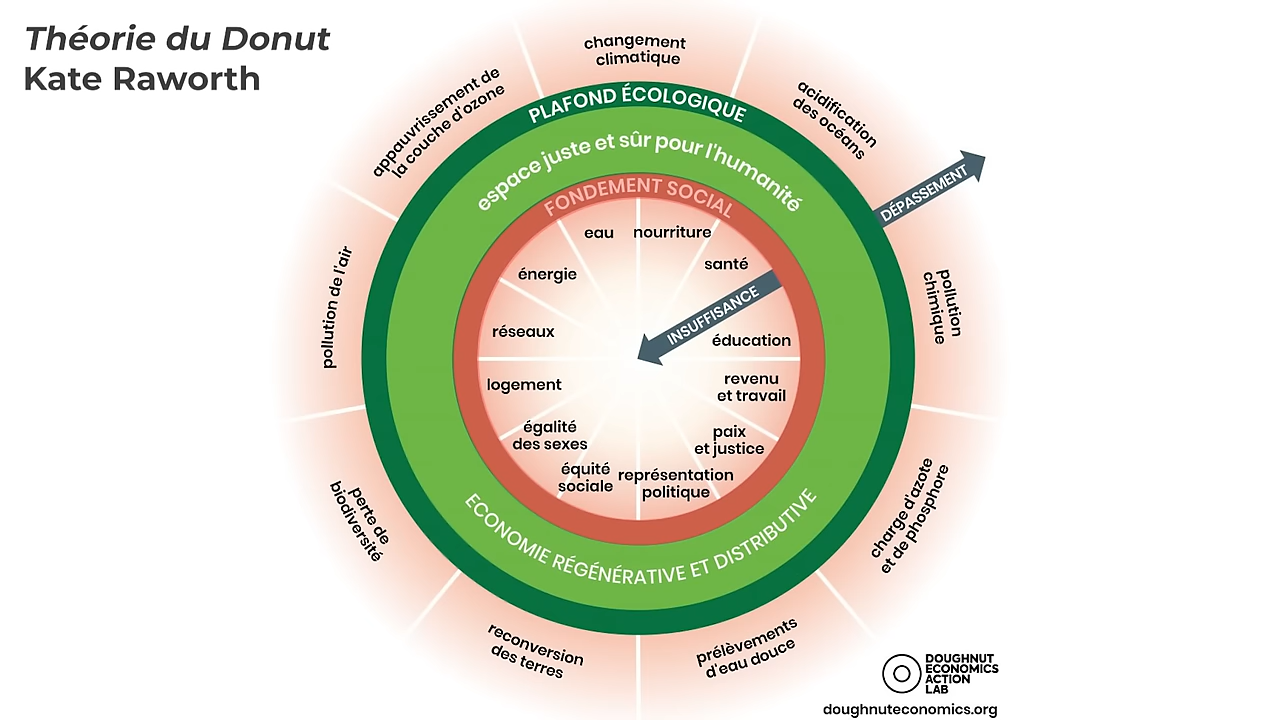 Théorie du Donut
Kate Raworth
changement
climatique
acidification
des océans
pollution
chimique
charge d'azote
et de phosphore
prélèvements
d'eau douce
reconversion
des terres
perte de
biodiversité
pollution de l'air
appauvrissement de
la couche d'ozone
PLAFOND ÉCOLOGIQUE
espace juste et sûr pour l'humanité
FONDEMENT SOCIAL
DÉPASSEMENT
INSUFFISANCE
eau
nourriture
santé
éducation
revenu
et travail
paix
et justice
représentation
politique
équité
sociale
égalité
des sexes
logement
réseaux
énergie
ECONOMIE RÉGÉNÉRATIVE ET DISTRIBUTIVE
DOUGHNUT
ECONOMICS
ACTION
LAB
doughnuteconomics.org